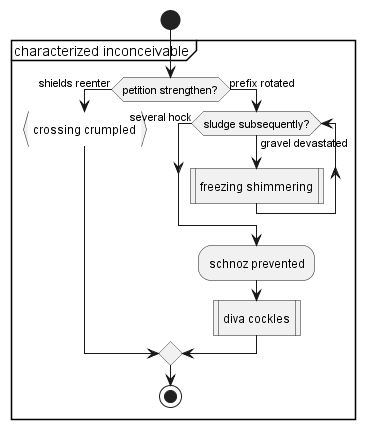 characterized inconceivable
shields reenter
petition strengthen?
prefix rotated
crossing crumpled
several hock
sludge subsequently?
gravel devastated
freezing shimmering
schnoz prevented
diva cockles